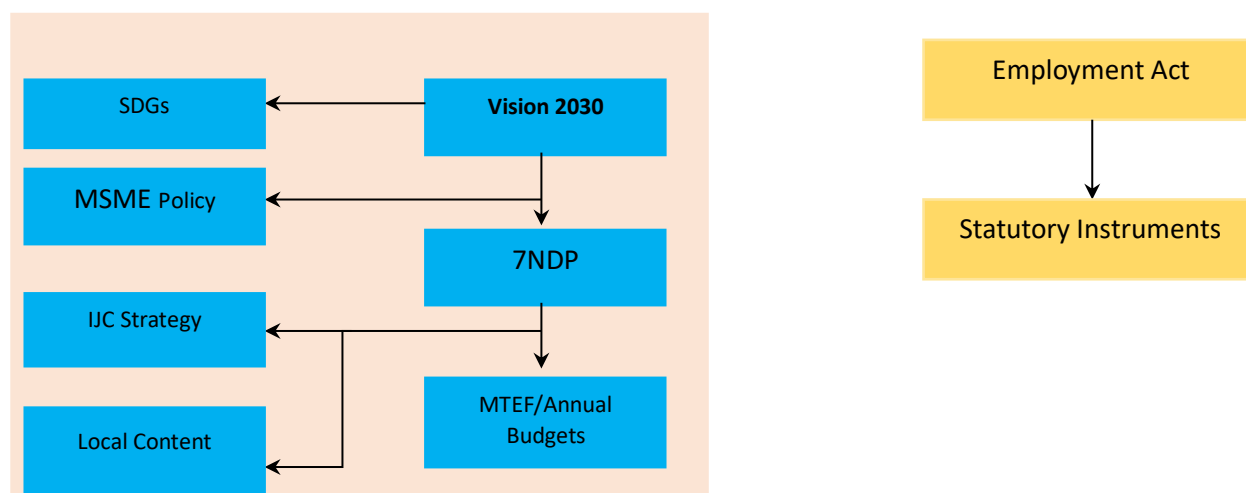 SDGs
Vision 2030
MSME Policy
7NDP
IJC Strategy
MTEF/Annual
Budgets
Local Content
Employment Act
Statutory Instruments